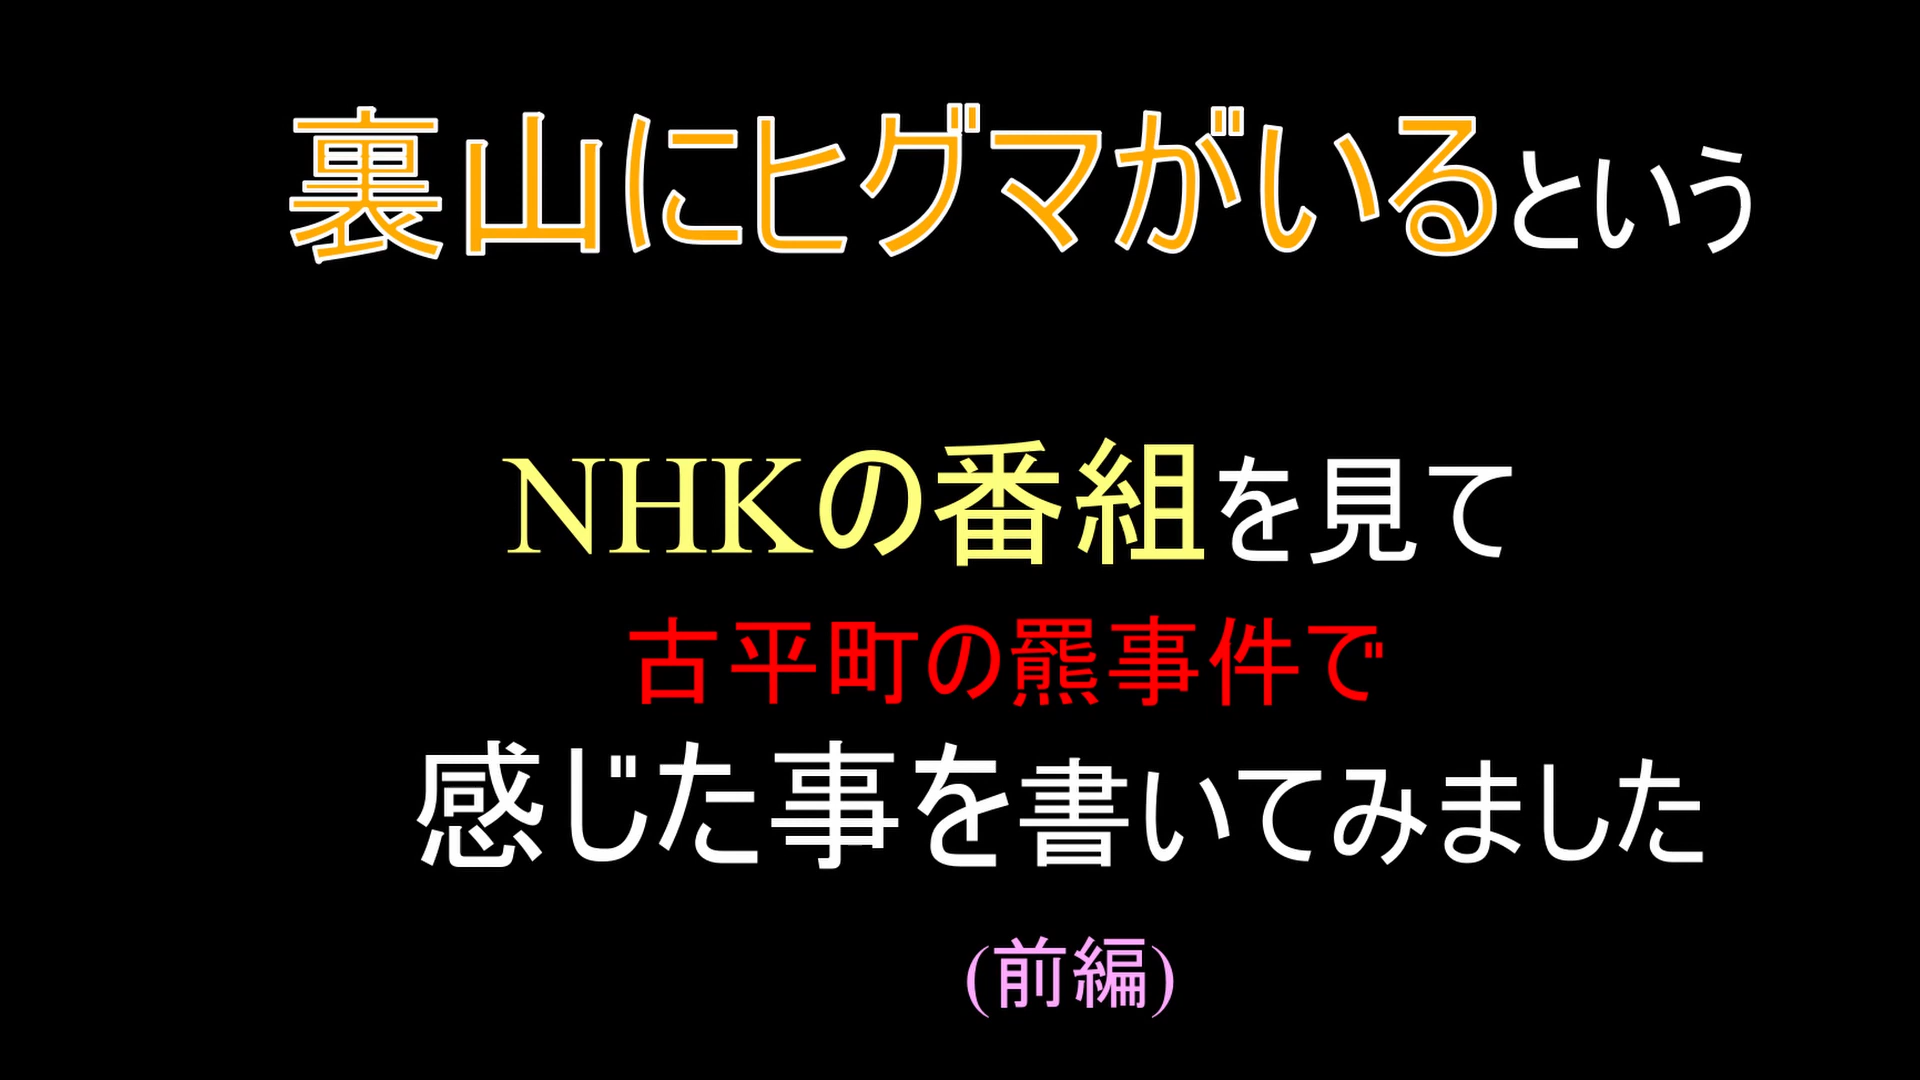 裏山にヒグマがいるという
NHKの番組を見て
古平町の羆事件で
感じた事を書いてみました
(前編)